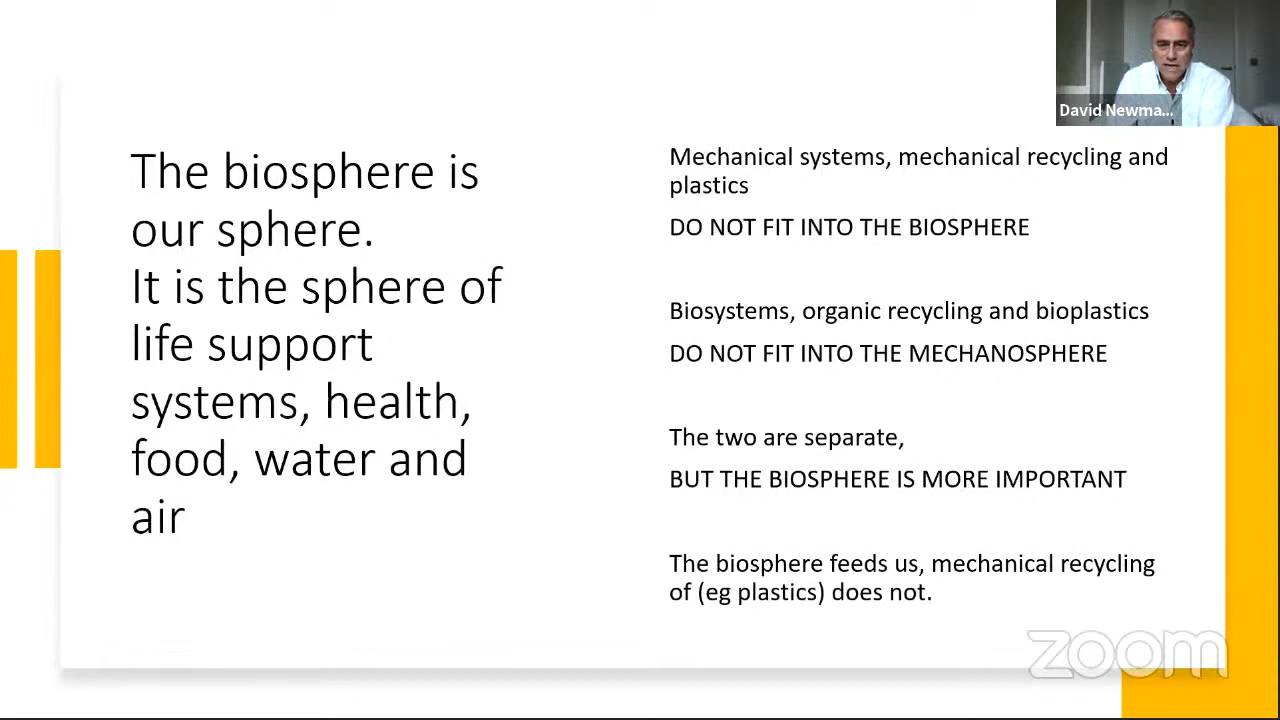 The biosphere is
our sphere.
It is the sphere of
life support
systems, health,
food, water and
air
Mechanical systems, mechanical recycling and
plastics
DO NOT FIT INTO THE BIOSPHERE
Biosystems, organic recycling and bioplastics
DO NOT FIT INTO THE MECHANOSPHERE
The two are separate,
BUT THE BIOSPHERE IS MORE IMPORTANT
The biosphere feeds us, mechanical recycling
of (eg plastics) does not.
David Newma...
zoom